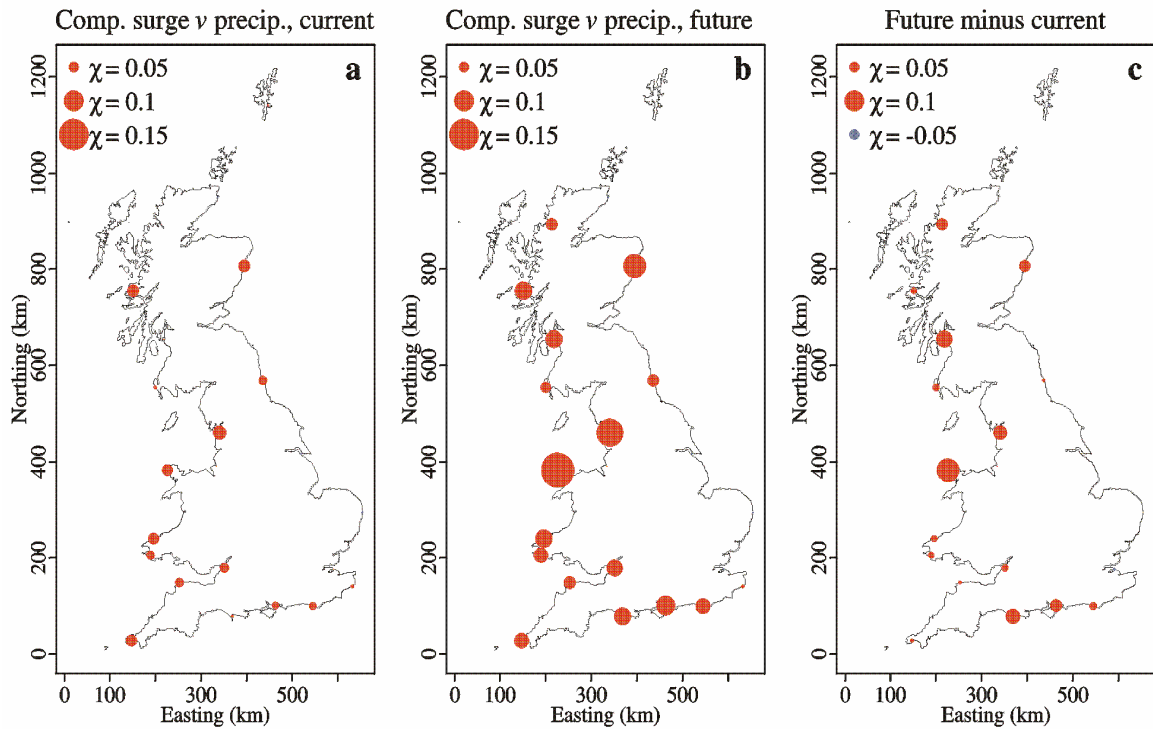 Comp. surge v precip., current
Comp. surge v precip., future
Future minus current
a
χ = 0.05
χ = 0.1
χ = 0.15
b
χ = 0.05
χ = 0.1
χ = 0.15
c
χ = 0.05
χ = 0.1
χ = -0.05
Northing (km)
0 200 400 600 800 1000 1200
0 100 300 500
Easting (km)
Northing (km)
0 200 400 600 800 1000 1200
0 100 300 500
Easting (km)
Northing (km)
0 200 400 600 800 1000 1200
0 100 300 500
Easting (km)